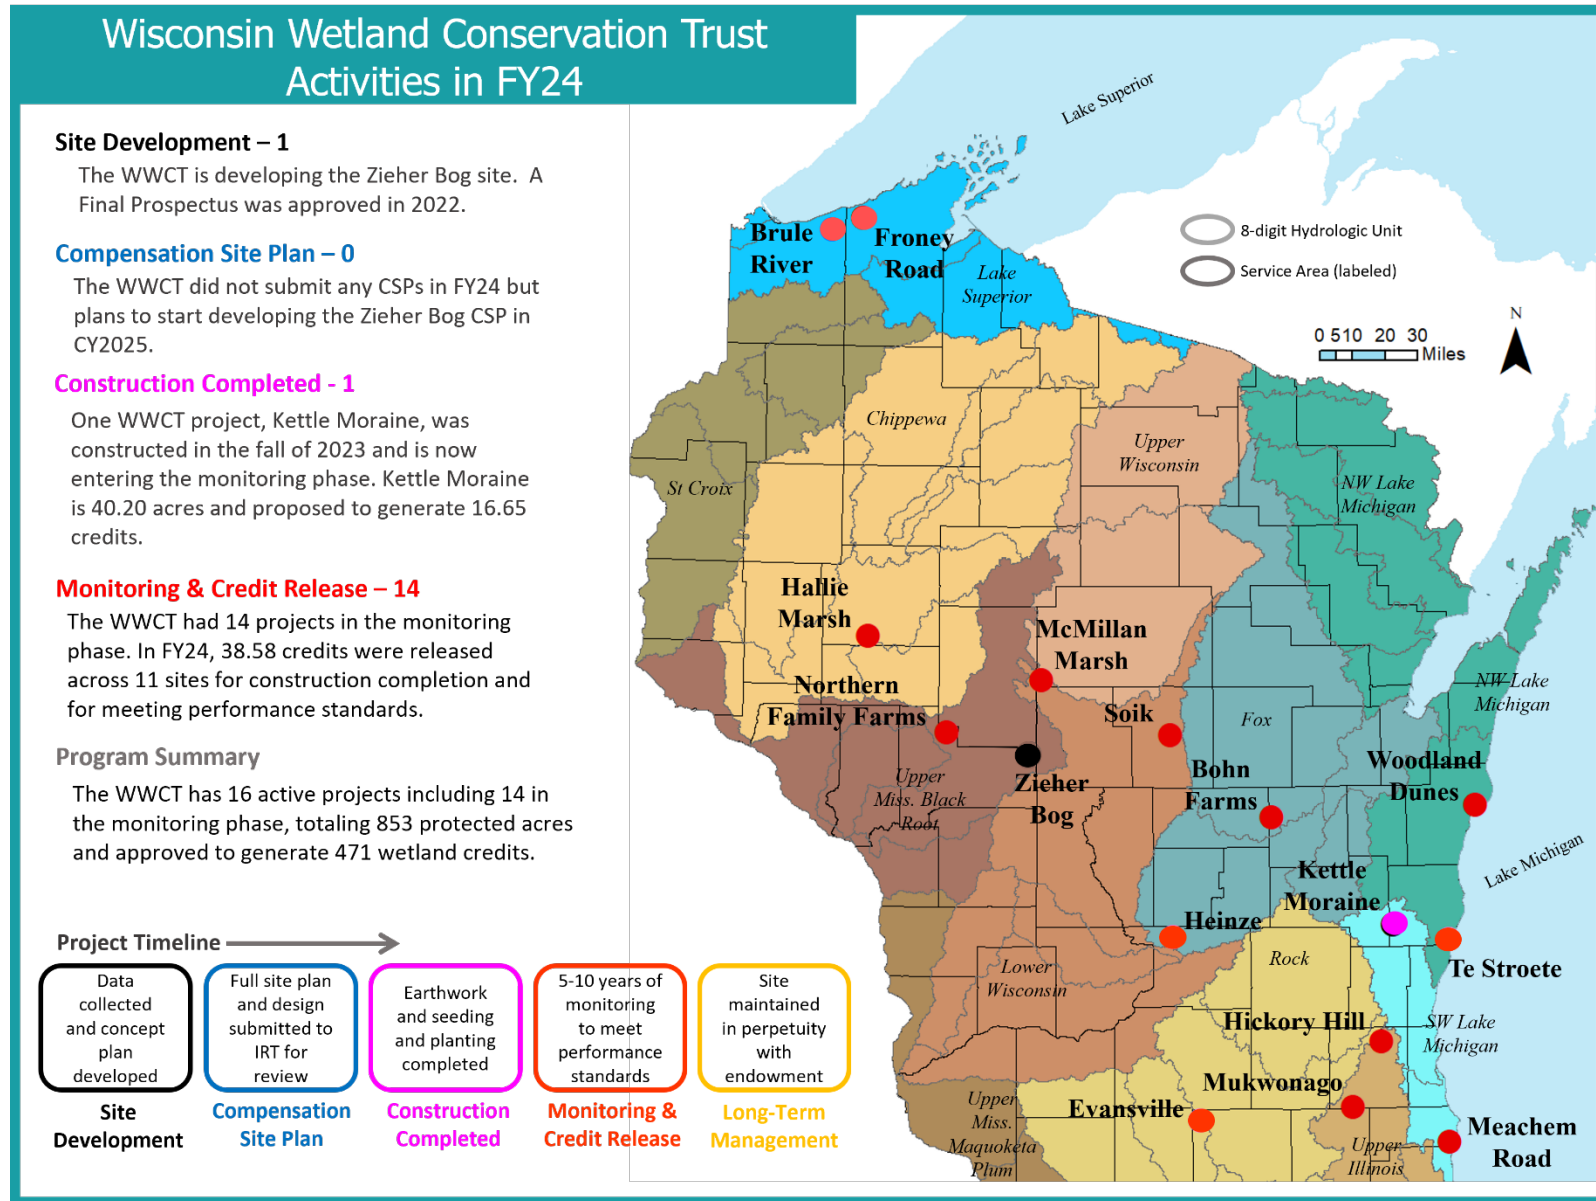 Wisconsin Wetland Conservation Trust
Activities in FY24
Site Development – 1
The WWCT is developing the Zieher Bog site.  A
Final Prospectus was approved in 2022.
Compensation Site Plan – 0
The WWCT did not submit any CSPs in FY24 but
plans to start developing the Zieher Bog CSP in
CY2025.
Construction Completed - 1
One WWCT project, Kettle Moraine, was
constructed in the fall of 2023 and is now
entering the monitoring phase. Kettle Moraine
is 40.20 acres and proposed to generate 16.65
credits.
Monitoring & Credit Release – 14
The WWCT had 14 projects in the monitoring
phase. In FY24, 38.58 credits were released
across 11 sites for construction completion and
for meeting performance standards.
Program Summary
The WWCT has 16 active projects including 14 in
the monitoring phase, totaling 853 protected acres
and approved to generate 471 wetland credits.
Project Timeline
Data
collected
and concept
plan
developed
Site
Development
Full site plan
and design
submitted to
IRT for
review
Compensation
Site Plan
Earthwork
and seeding
and planting
completed
Construction
Completed
5-10 years of
monitoring
to meet
performance
standards
Monitoring &
Credit Release
Site
maintained
in perpetuity
with
endowment
Long-Term
Management
Lake Superior
8-digit Hydrologic Unit
Service Area (labeled)
N
0 510 20 30
Miles
Brule
River
Froney
Road
Lake
Superior
Chippewa
Upper
Wisconsin
St Croix
NW Lake
Michigan
Hallie
Marsh
McMillan
Marsh
Northern
Family Farms
Soik
Fox
NW Lake
Michigan
Upper
Miss. Black
Root
Zieher
Bog
Bohn
Farms
Woodland
Dunes
Lake Michigan
Kettle
Moraine
Heinze
Te Stroete
Lower
Wisconsin
Rock
Hickory Hill
SW Lake
Michigan
Mukwonago
Evansville
Upper
Miss.
Maquoketa
Plum
Upper
Illinois
Meachem
Road